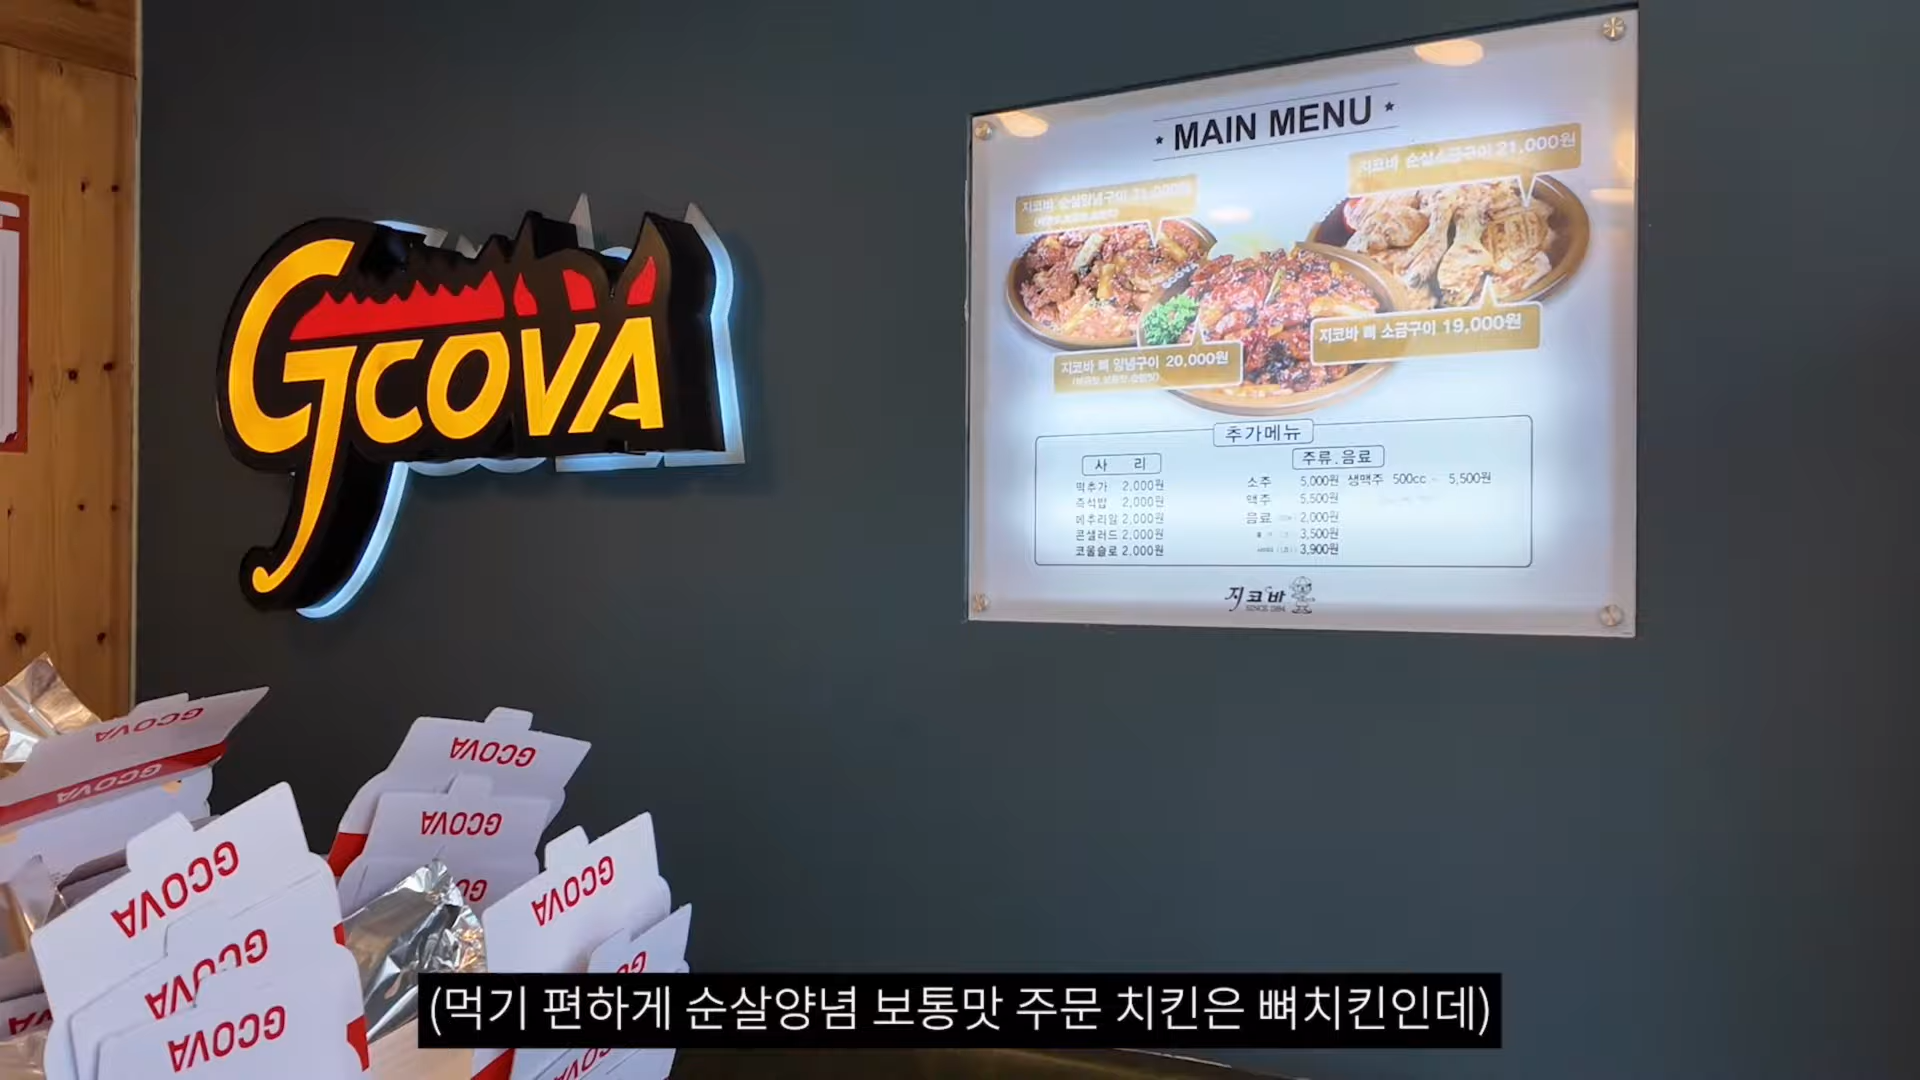 GCOVA
MAIN MENU
지코바 순살양념구이
지코바 순살소금구이 21,000원
지코바 뼈 양념구이 20,000원
지코바 뼈 소금구이 19,000원
추가메뉴
사 리
떡추가 2,000원
즉석밥 2,000원
메추리알 2,000원
콘샐러드 2,000원
코울슬로 2,000원
주류.음료
소주 5,000원 생맥주 500cc 5,500원
맥주 5,500원
음료 2,000원
3,500원
3,900원
지코바
GCOVA
GCOVA
GCOVA
GCOVA
GCOVA
GCOVA
GCOVA
GCOVA
(먹기 편하게 순살양념 보통맛 주문 치킨은 뼈치킨인데)